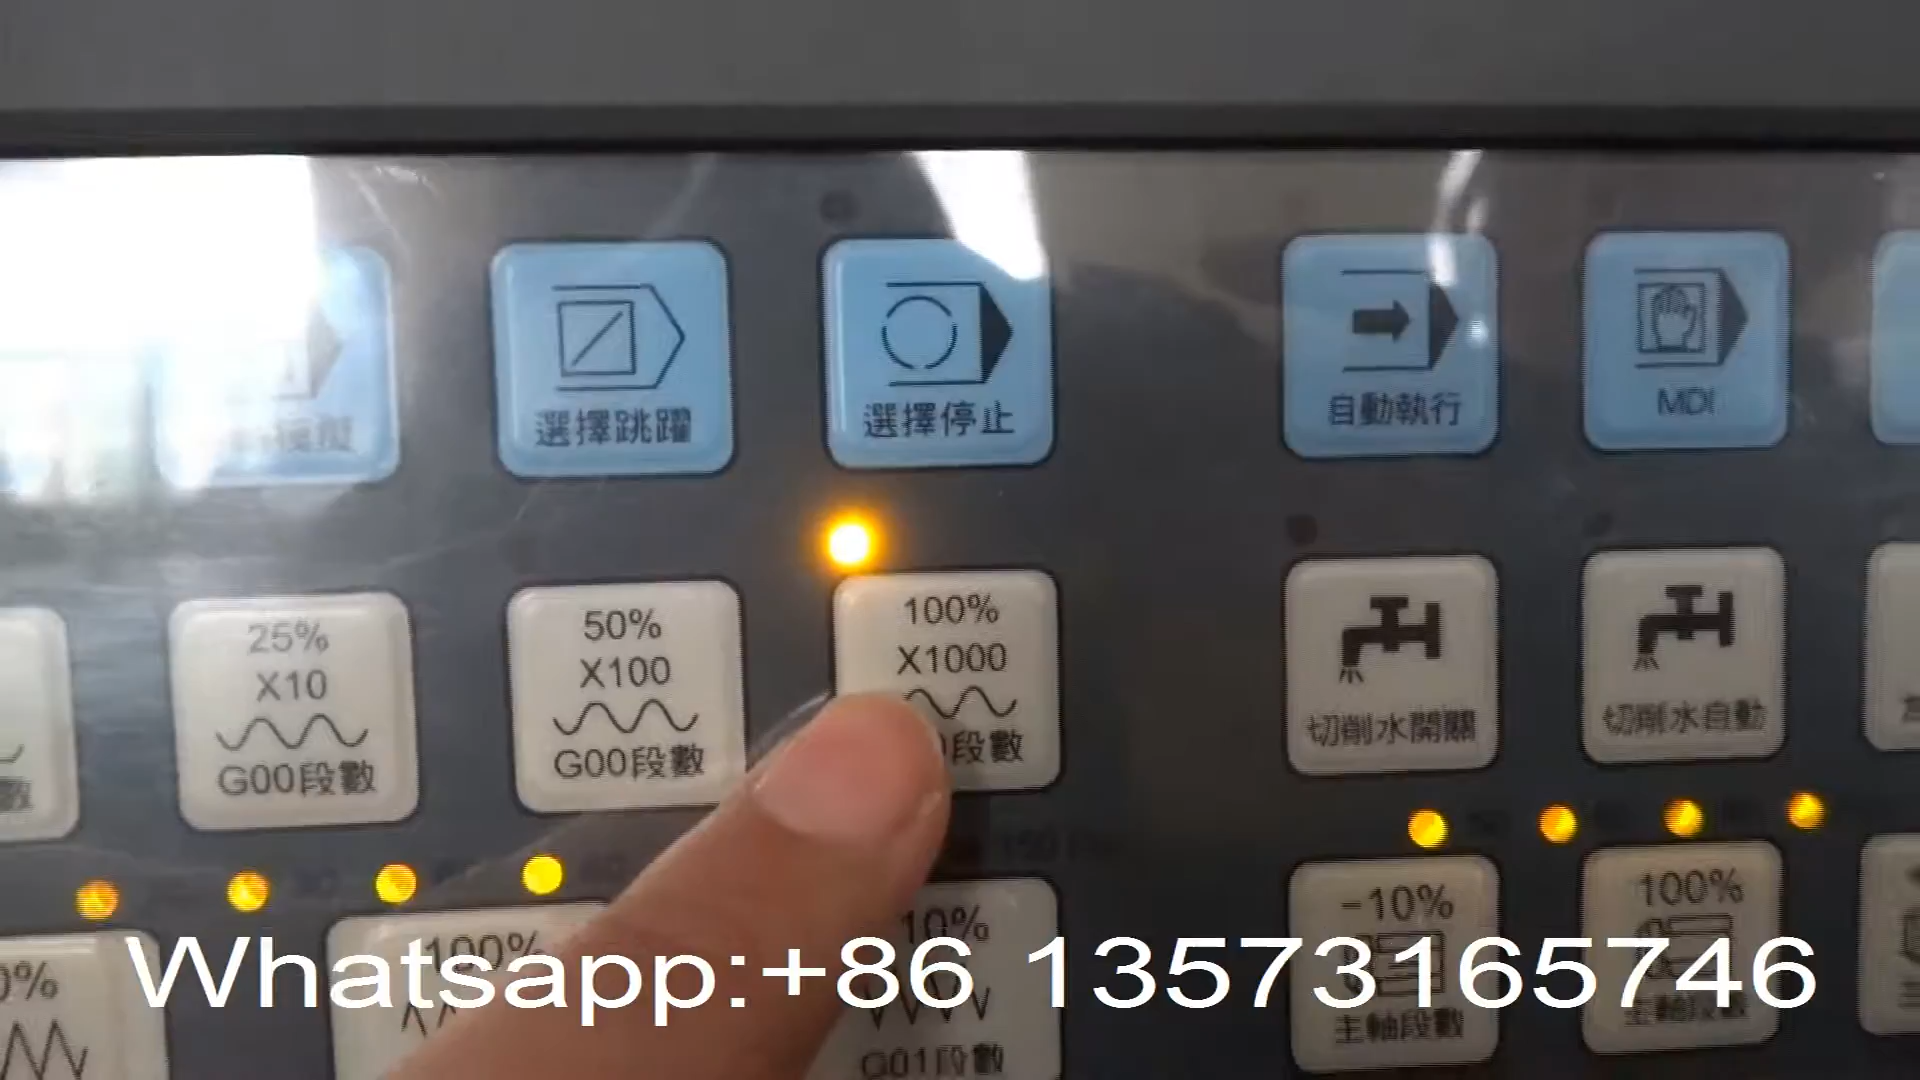 選擇跳躍
選擇停止
自動執行
MDI
25%
X10
G00段數
50%
X100
G00段數
100%
X1000
段數
切削水開關
切削水自動
數
100%
10%
G01段數
-10%
主軸段數
100%
主軸段數
Whatsapp:+86 13573165746